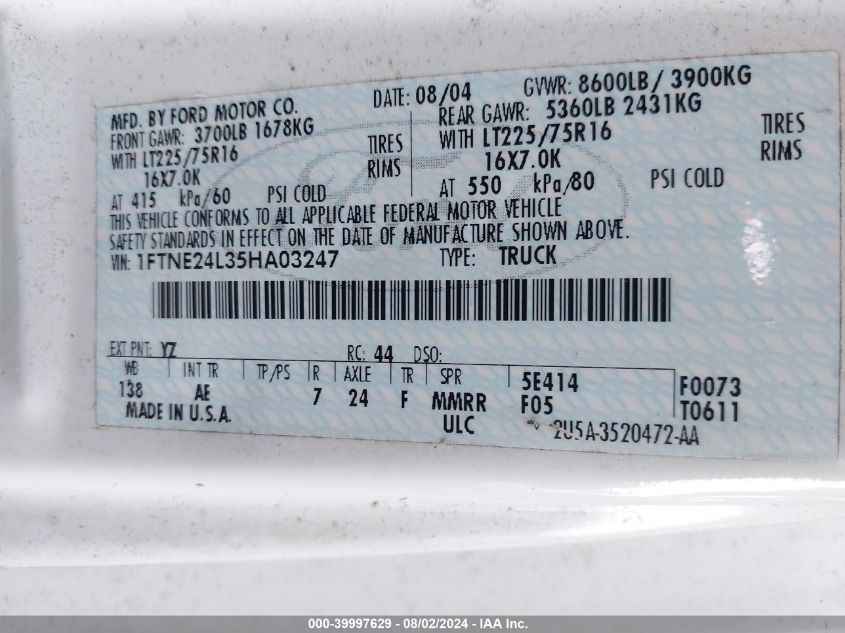 MFD. BY FORD MOTOR CO. DATE: 08/04 GVWR: 8600LB / 3900KG
FRONT GAWR: 3700LB 1678KG REAR GAWR: 5360LB 2431KG
WITH LT225/75R16 TIRES WITH LT225/75R16 TIRES
16X7.0K RIMS 16X7.0K RIMS
AT 415 kPa/60 PSI COLD AT 550 kPa/80 PSI COLD
THIS VEHICLE CONFORMS TO ALL APPLICABLE FEDERAL MOTOR VEHICLE
SAFETY STANDARDS IN EFFECT ON THE DATE OF MANUFACTURE SHOWN ABOVE.
VIN: 1FTNE24L35HA03247 TYPE: TRUCK
EXT PNT: YZ RC: 44 DSO:
WB INT TR TP/PS R AXLE TR SPR 5E414 F0073
138 AE 7 24 F MMRR F05 T0611
MADE IN U.S.A. ULC 2U5A-3520472-AA
000-39997629 - 08/02/2024 - IAA, Inc.